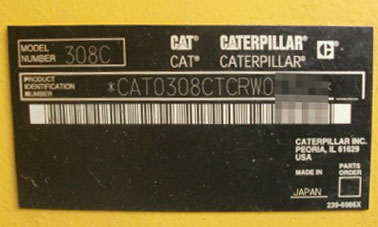 MODEL NUMBER 308C
CAT® CATERPILLAR®
CAT® CATERPILLAR®
PRODUCT IDENTIFICATION NUMBER *CAT0308CTCRW0
CATERPILLAR INC.
PEORIA, IL 61629
USA
MADE IN PARTS ORDER
JAPAN
239-6986X